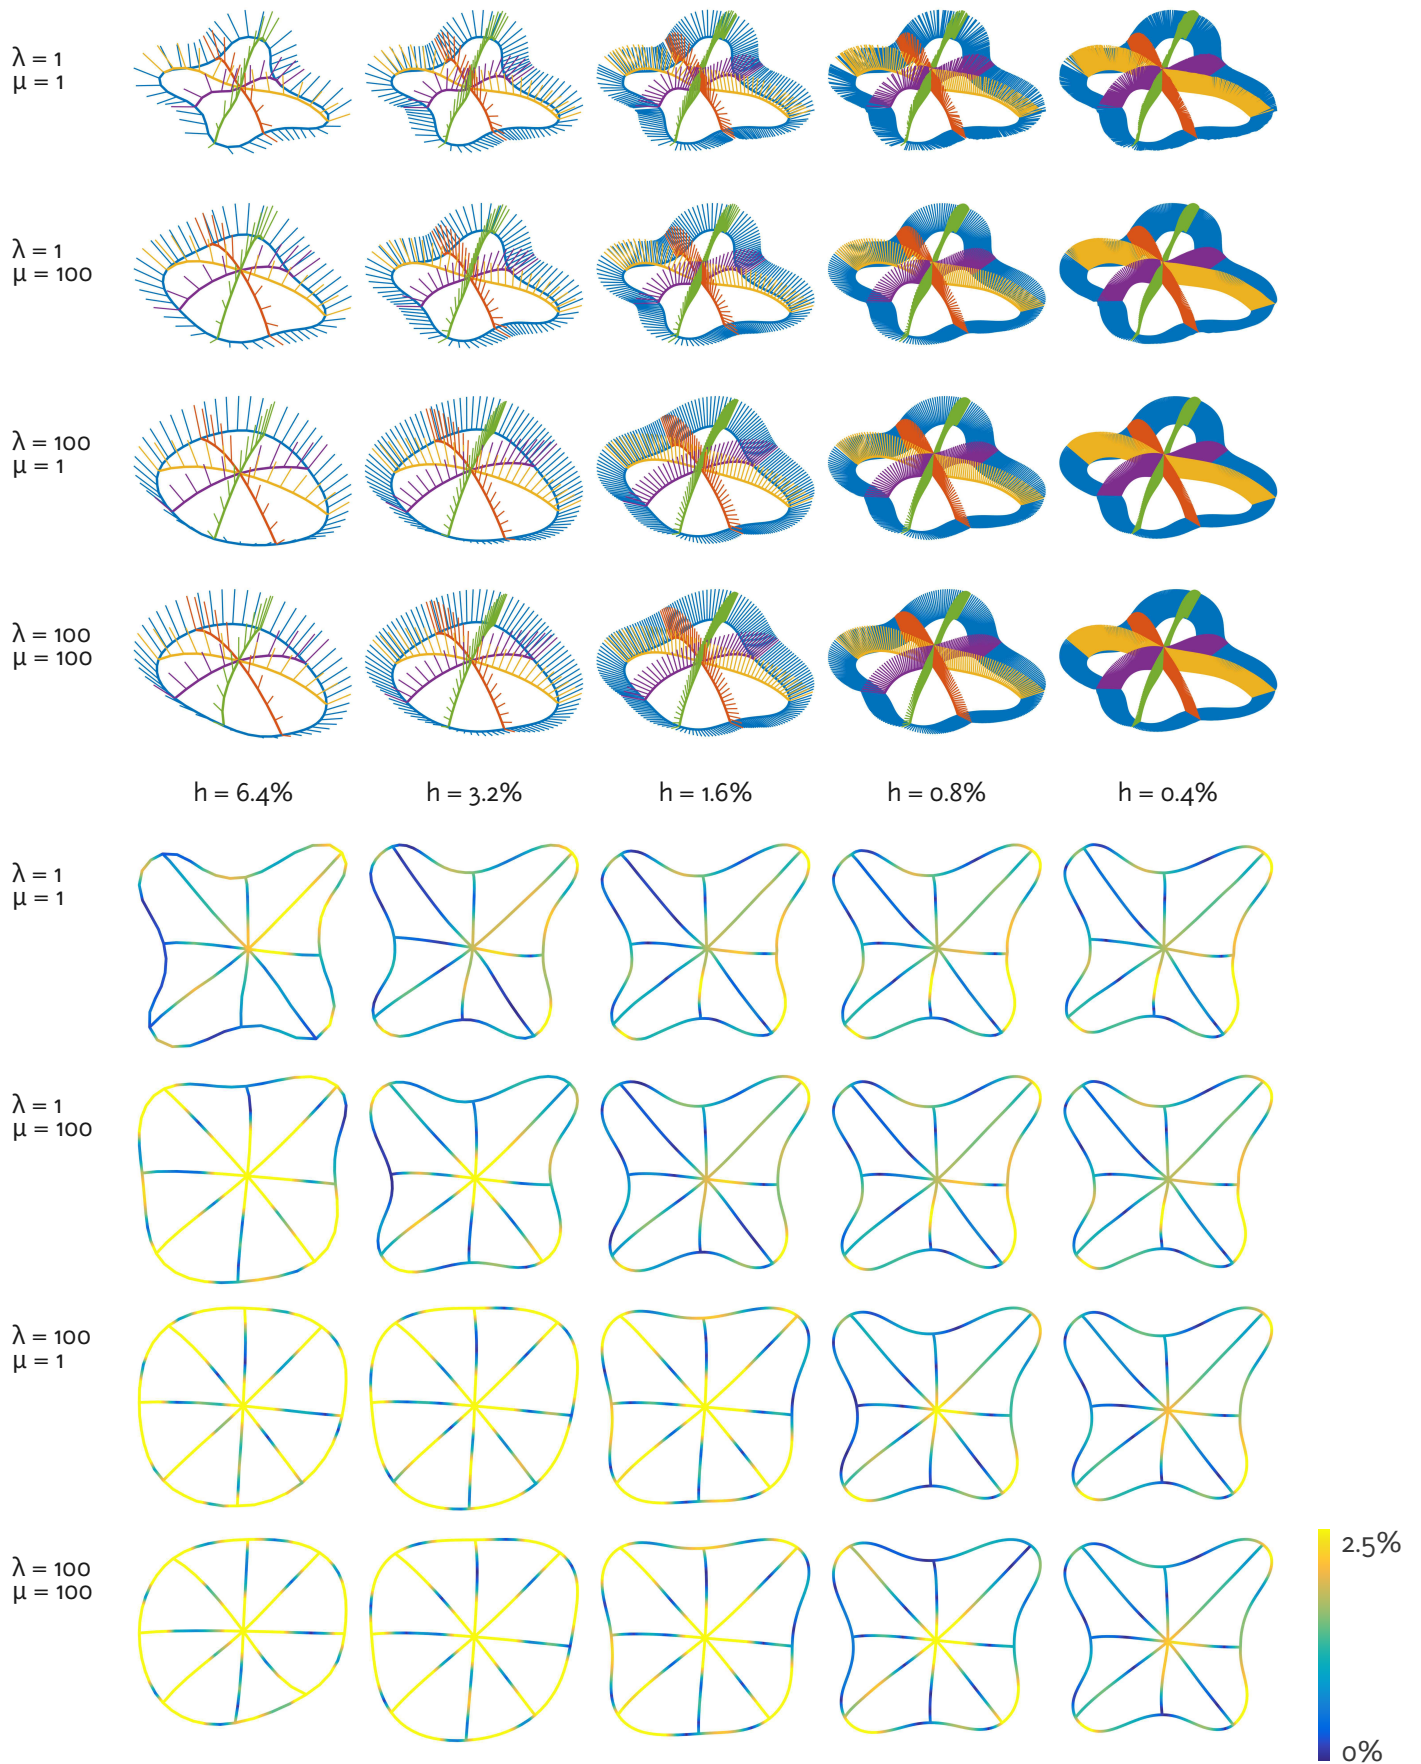 λ = 1
μ = 1
λ = 1
μ = 100
λ = 100
μ = 1
λ = 100
μ = 100
h = 6.4% h = 3.2% h = 1.6% h = 0.8% h = 0.4%
λ = 1
μ = 1
λ = 1
μ = 100
λ = 100
μ = 1
λ = 100
μ = 100
2.5%
0%